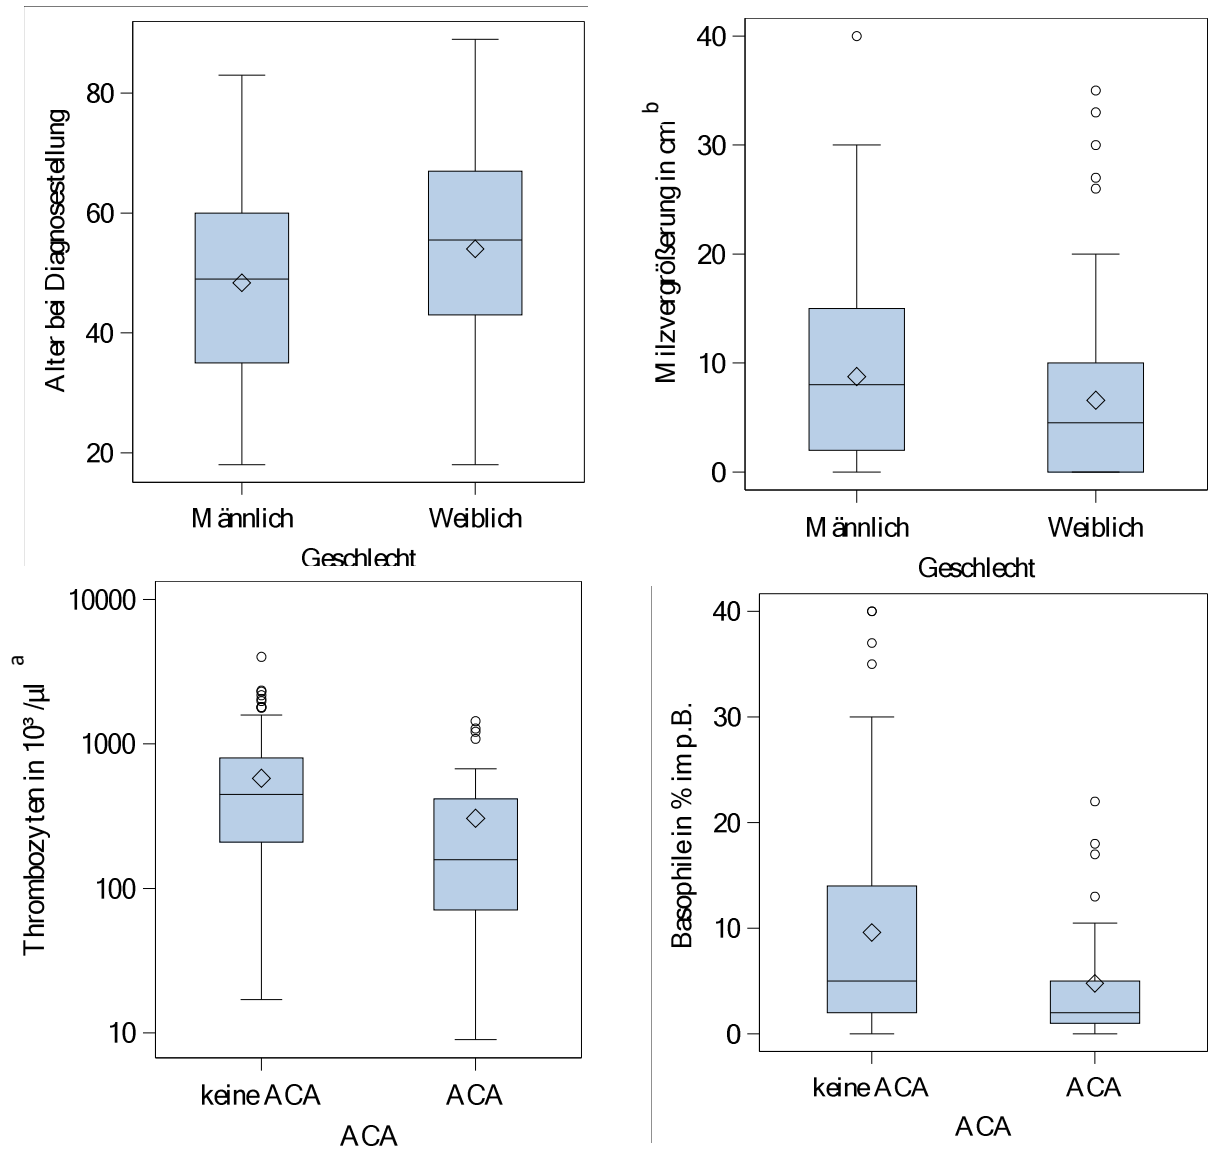 80
60
40
20
Alter bei Diagnosestellung
Männlich Weiblich
Geschlecht
40
30
20
10
0
Milzvergrößerung in cm b
Männlich Weiblich
Geschlecht
10000
1000
100
10
Thrombozyten in 10³ /µl a
keine ACA ACA
ACA
40
30
20
10
0
Basophile in % im p.B.
keine ACA ACA
ACA